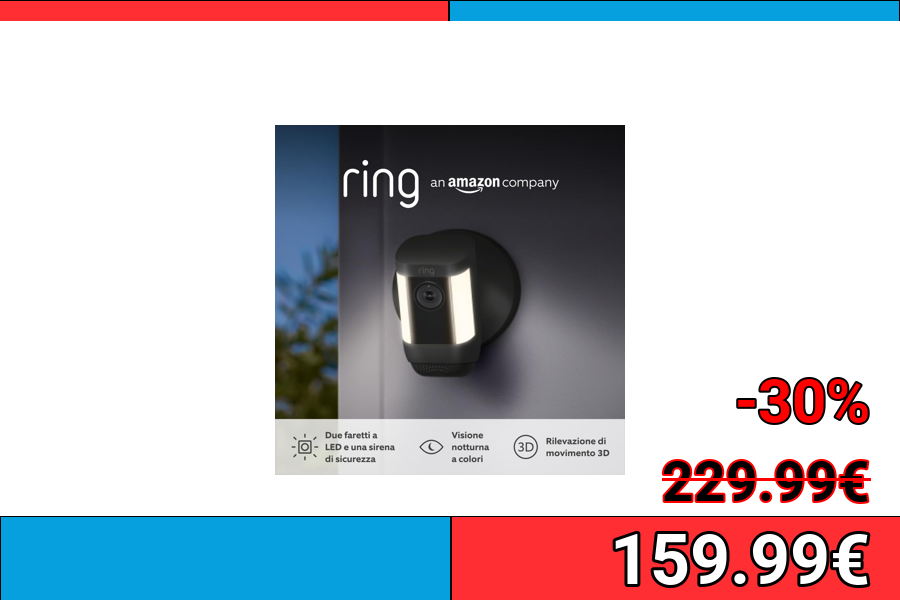 ring an amazon company
ring
Due faretti a
LED e una sirena
di sicurezza
Visione
notturna
a colori
3D
Rilevazione di
movimento 3D
-30%
229.99€
159.99€